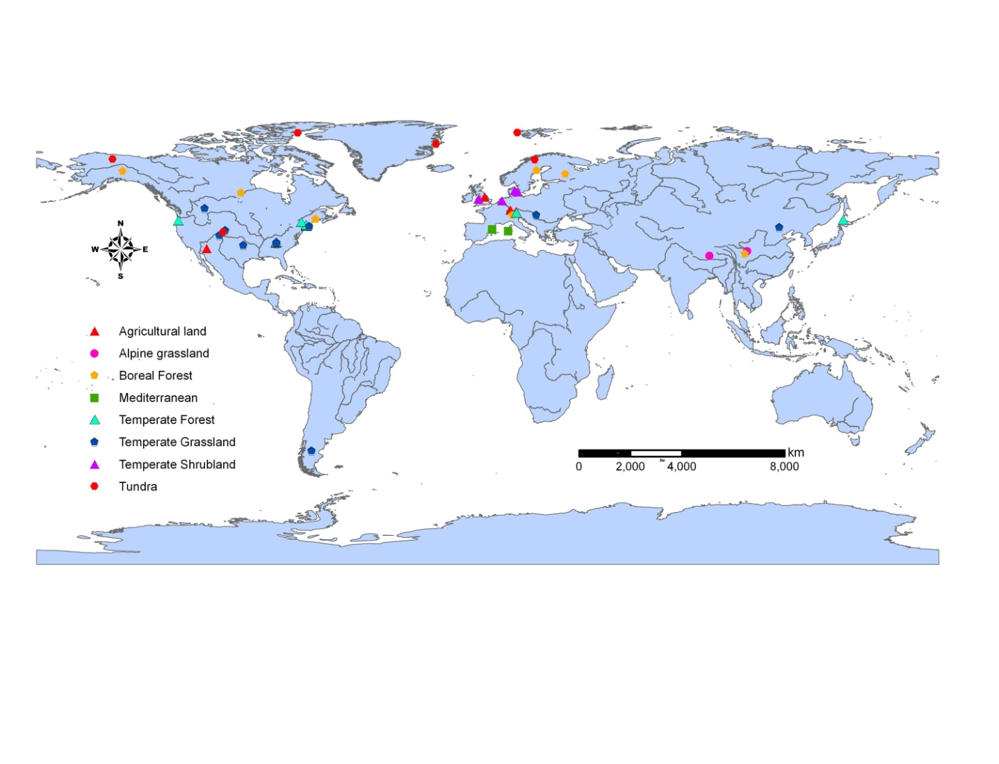 N
W E
S
Agricultural land
Alpine grassland
Boreal Forest
Mediterranean
Temperate Forest
Temperate Grassland
Temperate Shrubland
Tundra
km
0 2,000 4,000 8,000